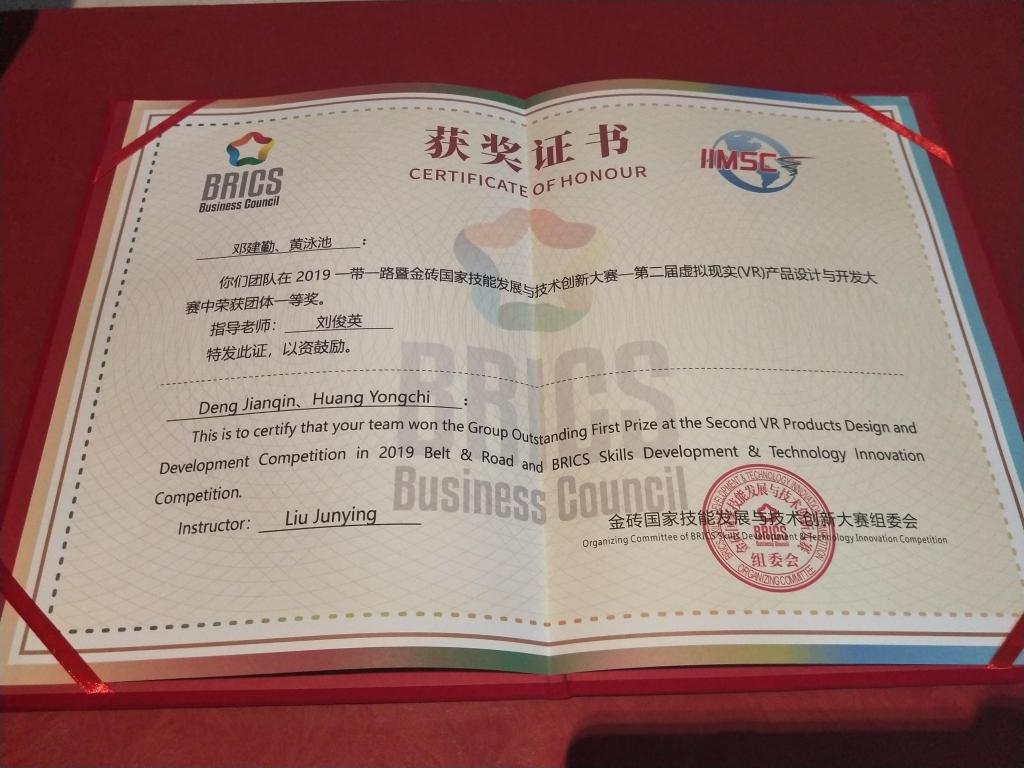 获奖证书
CERTIFICATE OF HONOUR
BRICS
Business Council
IIMSC
邓建勤、黄泳池 :
你们团队在 2019 一带一路暨金砖国家技能发展与技术创新大赛—第二届虚拟现实(VR)产品设计与开发大
赛中荣获团体一等奖。
指导老师: 刘俊英
特发此证，以资鼓励。
Deng Jianqin、Huang Yongchi :
This is to certify that your team won the Group Outstanding First Prize at the Second VR Products Design and
Development Competition in 2019 Belt & Road and BRICS Skills Development & Technology Innovation
Competition.
Instructor: Liu Junying
BRICS
Business Council
金砖国家技能发展与技术创新大赛组委会
Organizing Committee of BRICS Skills Development & Technology Innovation Competition
BRICS
组委会
ORGANIZING COMMITTEE